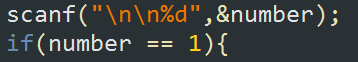 scanf("\n\n%d",&number);
if(number == 1){